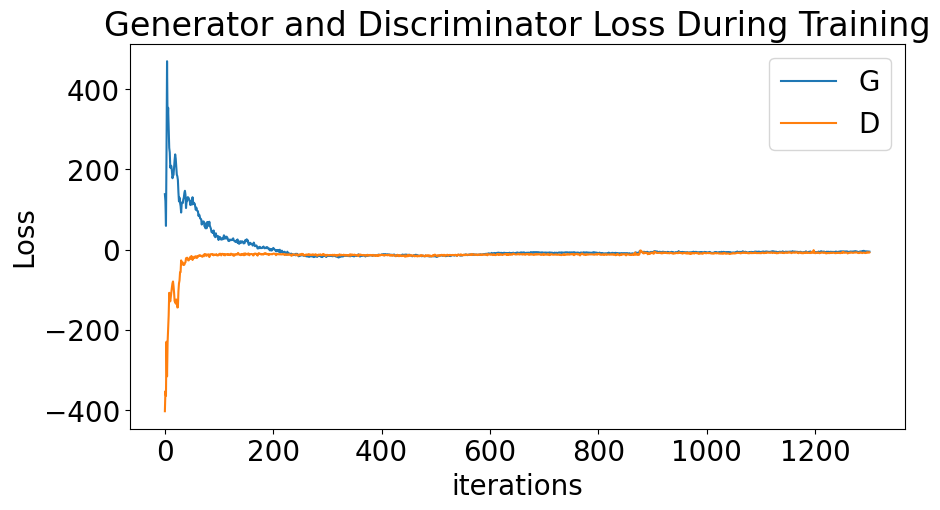 Generator and Discriminator Loss During Training
G
D
400
200
0
−200
−400
Loss
0 200 400 600 800 1000 1200
iterations